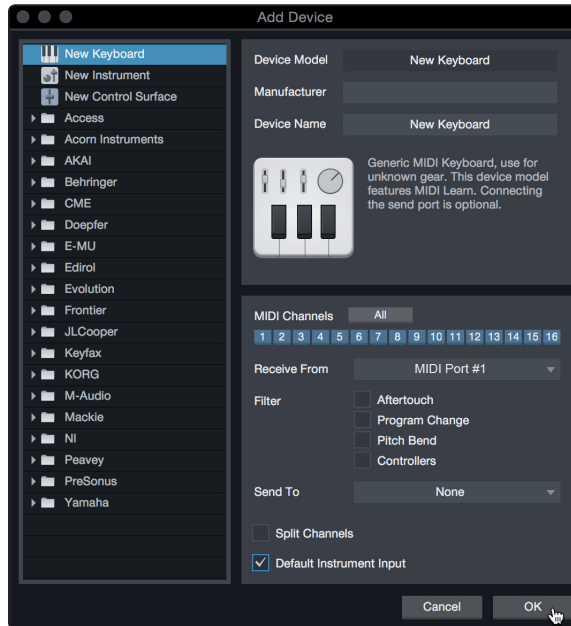 Add Device
New Keyboard
New Instrument
New Control Surface
Access
Acorn Instruments
AKAI
Behringer
CME
Doepfer
E-MU
Edirol
Evolution
Frontier
JLCooper
Keyfax
KORG
M-Audio
Mackie
NI
Peavey
PreSonus
Yamaha
Device Model New Keyboard
Manufacturer
Device Name New Keyboard
Generic MIDI Keyboard, use for
unknown gear. This device model
features MIDI Learn. Connecting
the send port is optional.
MIDI Channels All
1 2 3 4 5 6 7 8 9 10 11 12 13 14 15 16
Receive From MIDI Port #1
Filter Aftertouch
Program Change
Pitch Bend
Controllers
Send To None
Split Channels
Default Instrument Input
Cancel OK